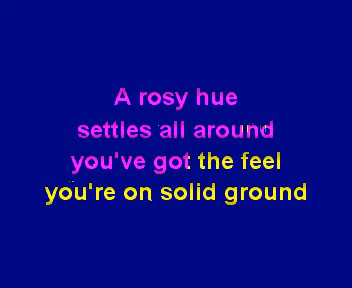 A rosy hue
settles all around
you've got the feel
you're on solid ground